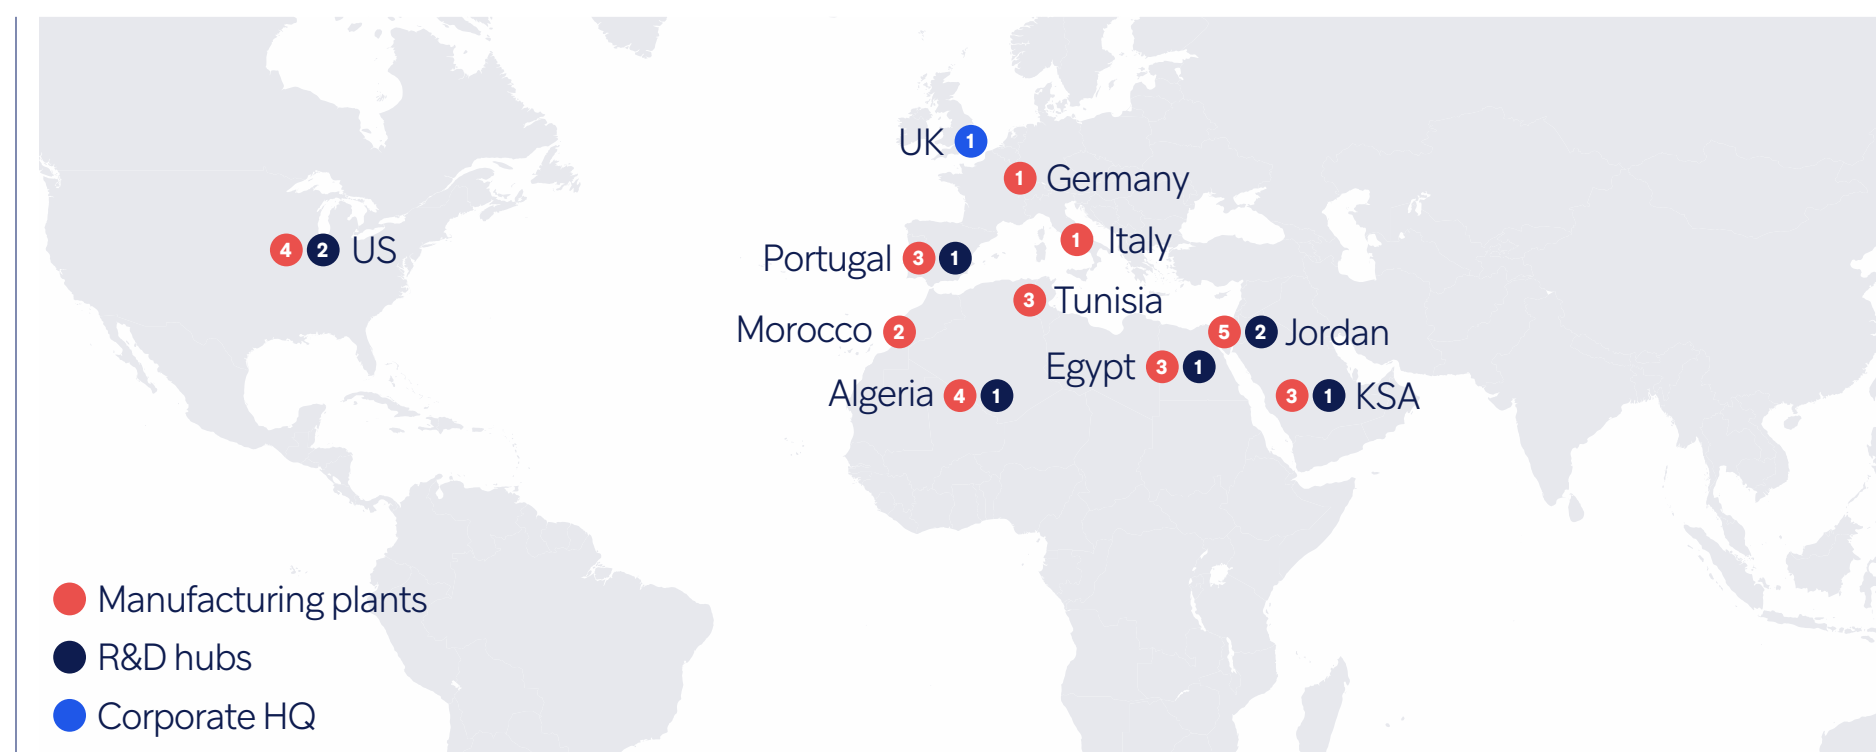 UK 1
1 Germany
4 2 US
Portugal 3 1
1 Italy
3 Tunisia
Morocco 2
5 2 Jordan
Egypt 3 1
Algeria 4 1
3 1 KSA
Manufacturing plants
R&D hubs
Corporate HQ